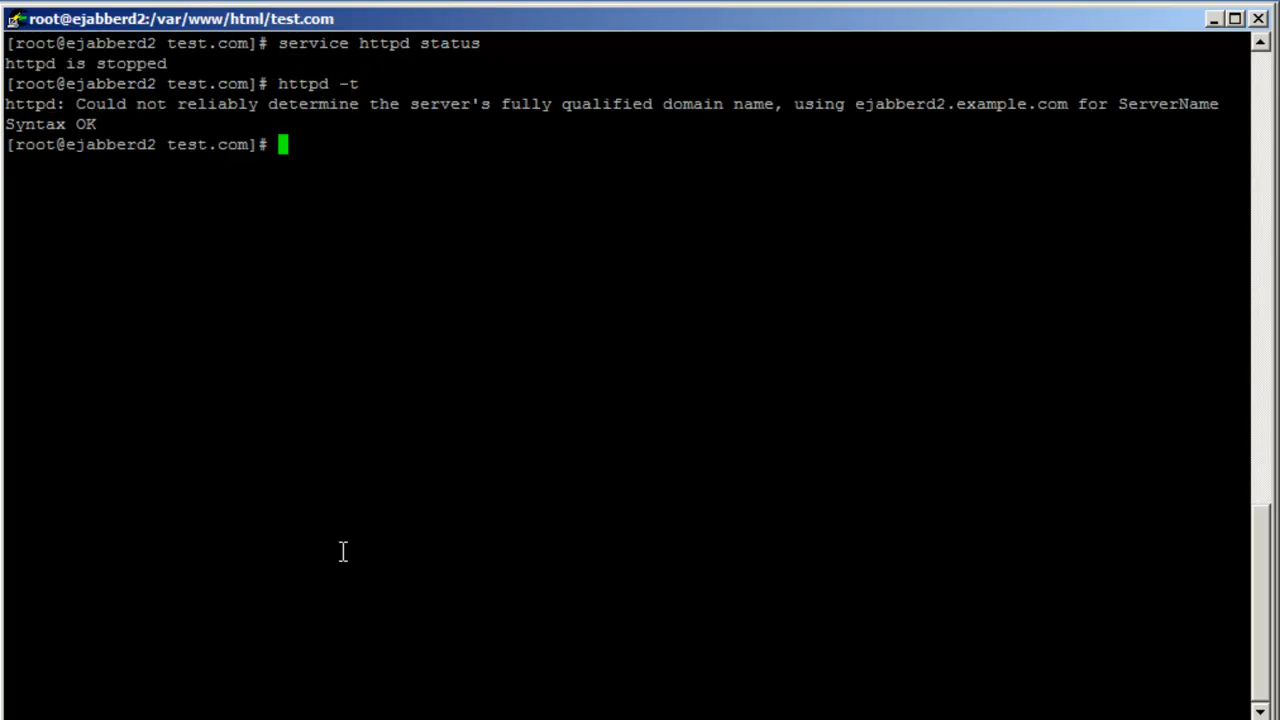 root@ejabberd2:/var/www/html/test.com
[root@ejabberd2 test.com]# service httpd status
httpd is stopped
[root@ejabberd2 test.com]# httpd -t
httpd: Could not reliably determine the server's fully qualified domain name, using ejabberd2.example.com for ServerName
Syntax OK
[root@ejabberd2 test.com]#